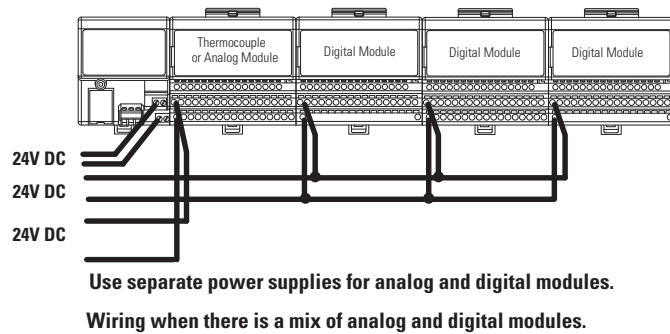 Thermocouple
or Analog Module
Digital Module
Digital Module
Digital Module
24V DC
24V DC
24V DC
Use separate power supplies for analog and digital modules.
Wiring when there is a mix of analog and digital modules.